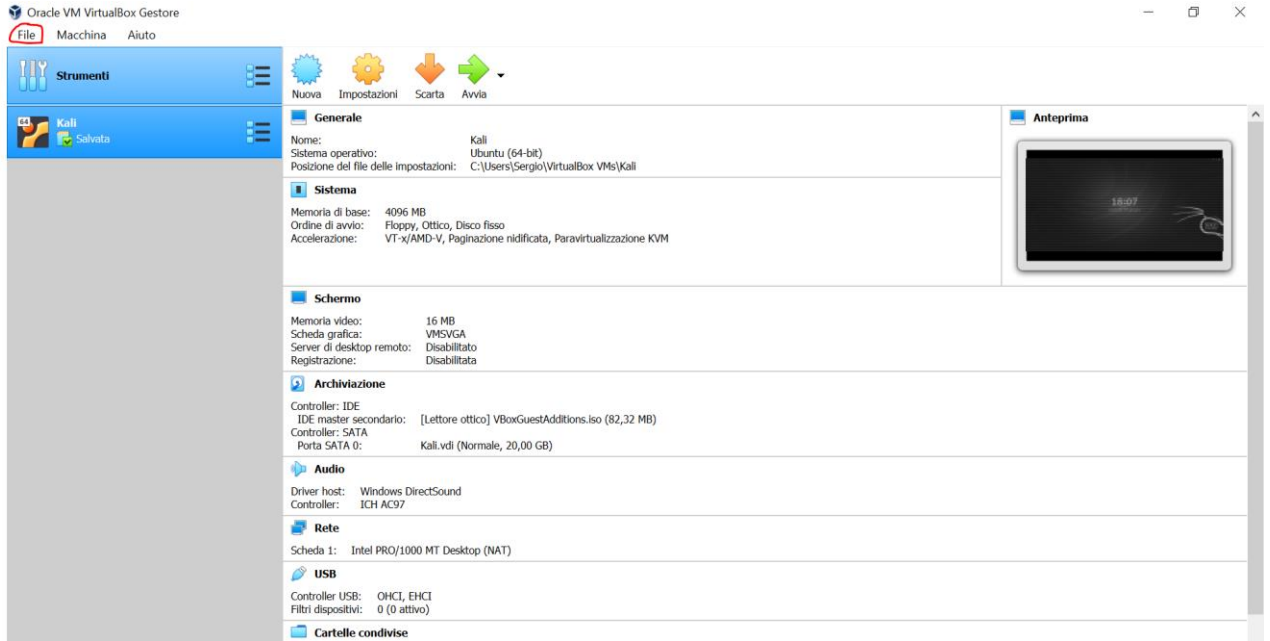 Oracle VM VirtualBox Gestore
File Macchina Aiuto
Strumenti
Nuova Impostazioni Scarta Avvia
64
Kali
Salvata
Generale
Nome: Kali
Sistema operativo: Ubuntu (64-bit)
Posizione del file delle impostazioni: C:\Users\Sergio\VirtualBox VMs\Kali
Anteprima
18:07
Sistema
Memoria di base: 4096 MB
Ordine di avvio: Floppy, Ottico, Disco fisso
Accelerazione: VT-x/AMD-V, Paginazione nidificata, Paravirtualizzazione KVM
Schermo
Memoria video: 16 MB
Scheda grafica: VMSVGA
Server di desktop remoto: Disabilitato
Registrazione: Disabilitata
Archiviazione
Controller: IDE
IDE master secondario: [Lettore ottico] VBoxGuestAdditions.iso (82,32 MB)
Controller: SATA
Porta SATA 0: Kali.vdi (Normale, 20,00 GB)
Audio
Driver host: Windows DirectSound
Controller: ICH AC97
Rete
Scheda 1: Intel PRO/1000 MT Desktop (NAT)
USB
Controller USB: OHCI, EHCI
Filtri dispositivi: 0 (0 attivo)
Cartelle condivise